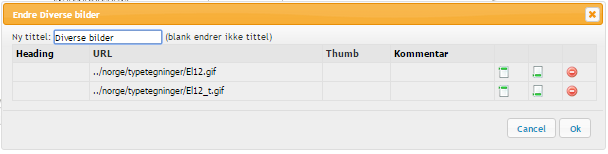 Endre Diverse bilder
Ny tittel: Diverse bilder (blank endrer ikke tittel)
Heading URL Thumb Kommentar
../norge/typetegninger/El12.gif
../norge/typetegninger/El12_t.gif
Cancel Ok